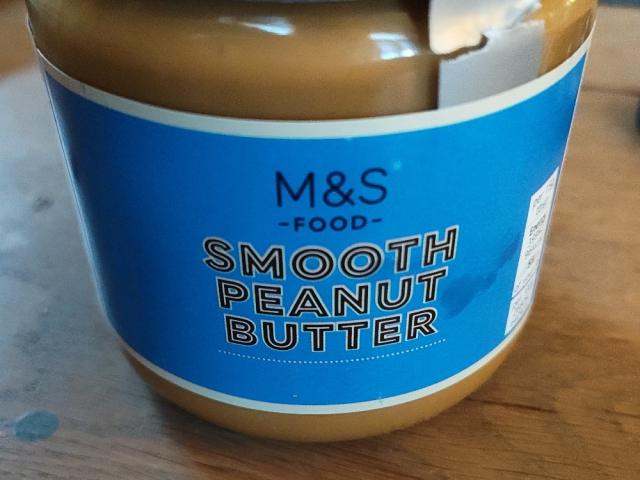 M&S
-FOOD-
SMOOTH
PEANUT
BUTTER